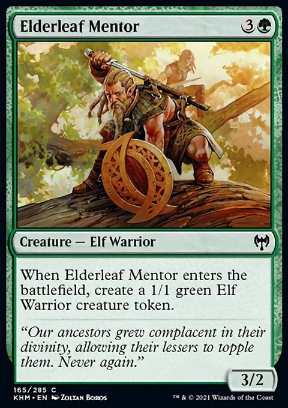 Elderleaf Mentor 3
Creature — Elf Warrior
When Elderleaf Mentor enters the
battlefield, create a 1/1 green Elf
Warrior creature token.
“Our ancestors grew complacent in their
divinity, allowing their lessers to topple
them. Never again.”
3/2
165/285 C
KHM • EN ZOLTAN BOROS
™ & © 2021 Wizards of the Coast